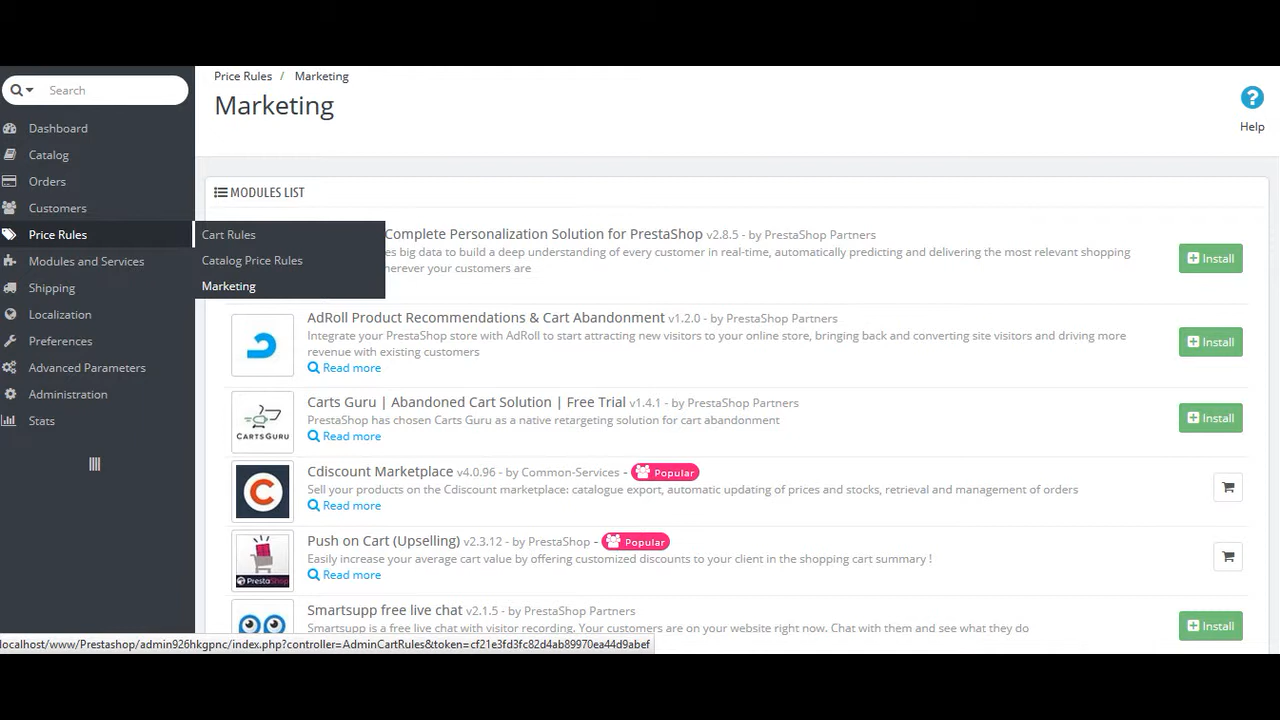 Price Rules / Marketing
Marketing
Help
Search
Dashboard
Catalog
Orders
Customers
Price Rules
Modules and Services
Shipping
Localization
Preferences
Advanced Parameters
Administration
Stats
Cart Rules
Catalog Price Rules
Marketing
MODULES LIST
Complete Personalization Solution for PrestaShop v2.8.5 - by PrestaShop Partners
es big data to build a deep understanding of every customer in real-time, automatically predicting and delivering the most relevant shopping
herever your customers are
Install
AdRoll Product Recommendations & Cart Abandonment v1.2.0 - by PrestaShop Partners
Integrate your PrestaShop store with AdRoll to start attracting new visitors to your online store, bringing back and converting site visitors and driving more
revenue with existing customers
Read more
Install
CARTSGURU
Carts Guru | Abandoned Cart Solution | Free Trial v1.4.1 - by PrestaShop Partners
PrestaShop has chosen Carts Guru as a native retargeting solution for cart abandonment
Read more
Install
Cdiscount Marketplace v4.0.96 - by Common-Services - Popular
Sell your products on the Cdiscount marketplace: catalogue export, automatic updating of prices and stocks, retrieval and management of orders
Read more
PrestaShop
Push on Cart (Upselling) v2.3.12 - by PrestaShop - Popular
Easily increase your average cart value by offering customized discounts to your client in the shopping cart summary !
Read more
Smartsupp free live chat v2.1.5 - by PrestaShop Partners
Smartsupp is a free live chat with visitor recording. Your customers are on your website right now. Chat with them and see what they do
Install
localhost/www/Prestashop/admin926hkgpnc/index.php?controller=AdminCartRules&token=cf21e3fd3fc82d4ab89970ea44d9abef